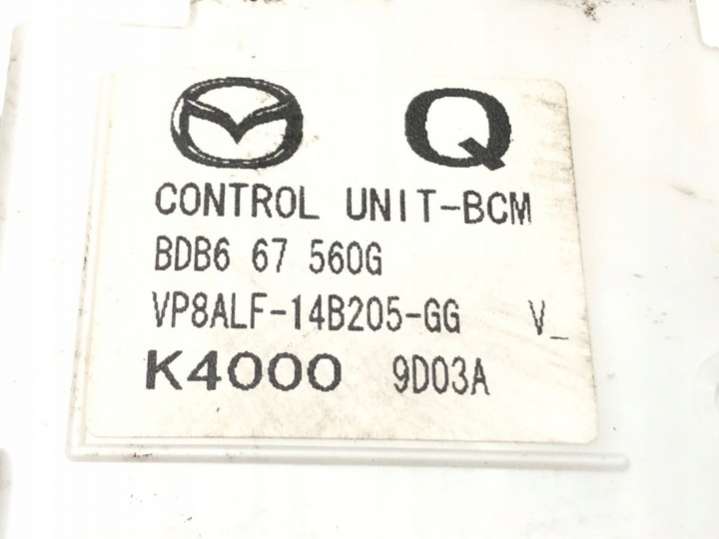 Q
CONTROL UNIT-BCM
BDB6 67 560G
VP8ALF-14B205-GG V_
K4000 9D03A